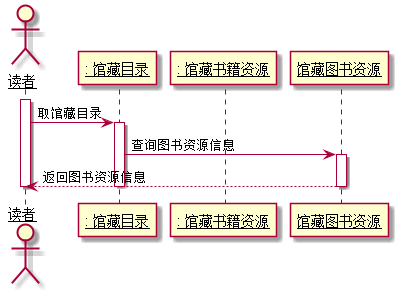 读者
: 馆藏目录
: 馆藏书籍资源
馆藏图书资源
取馆藏目录
查询图书资源信息
返回图书资源信息
读者
: 馆藏目录
: 馆藏书籍资源
馆藏图书资源